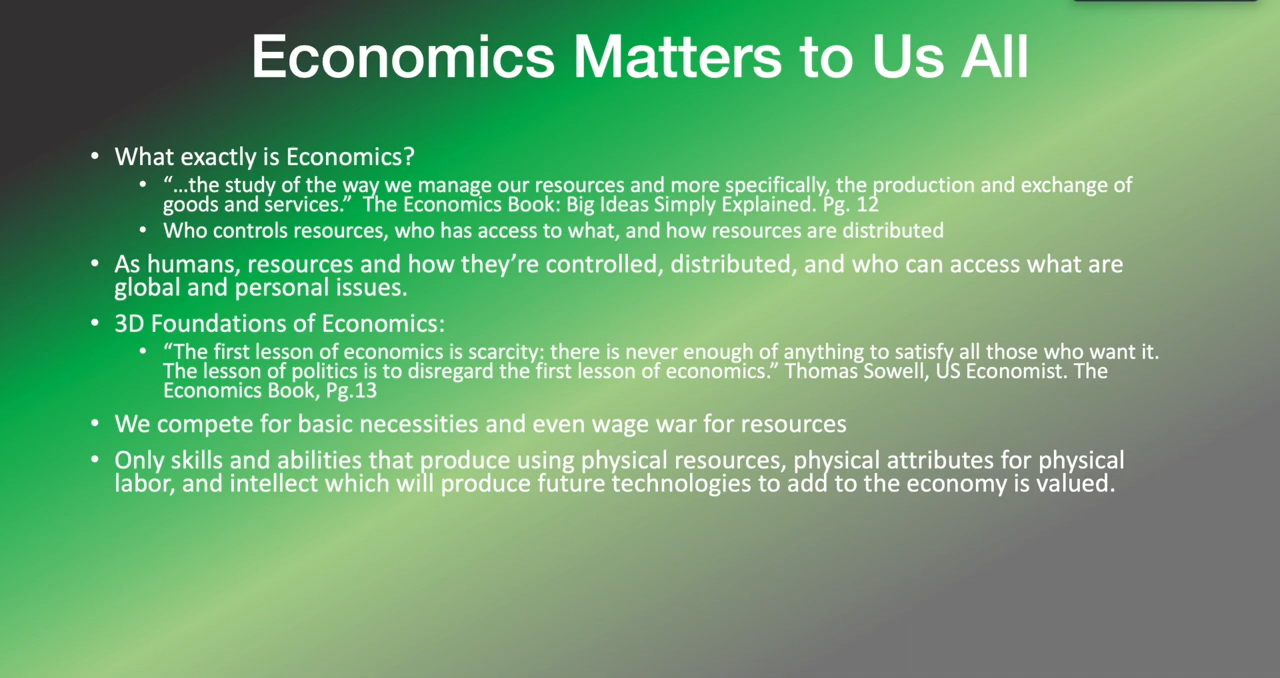 Economics Matters to Us All
• What exactly is Economics?
• “…the study of the way we manage our resources and more specifically, the production and exchange of
goods and services.”  The Economics Book: Big Ideas Simply Explained. Pg. 12
• Who controls resources, who has access to what, and how resources are distributed
• As humans, resources and how they’re controlled, distributed, and who can access what are
global and personal issues.
• 3D Foundations of Economics:
• “The first lesson of economics is scarcity: there is never enough of anything to satisfy all those who want it.
The lesson of politics is to disregard the first lesson of economics.” Thomas Sowell, US Economist. The
Economics Book, Pg.13
• We compete for basic necessities and even wage war for resources
• Only skills and abilities that produce using physical resources, physical attributes for physical
labor, and intellect which will produce future technologies to add to the economy is valued.